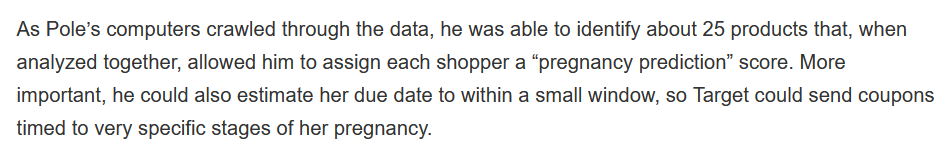 As Pole’s computers crawled through the data, he was able to identify about 25 products that, when
analyzed together, allowed him to assign each shopper a “pregnancy prediction” score. More
important, he could also estimate her due date to within a small window, so Target could send coupons
timed to very specific stages of her pregnancy.